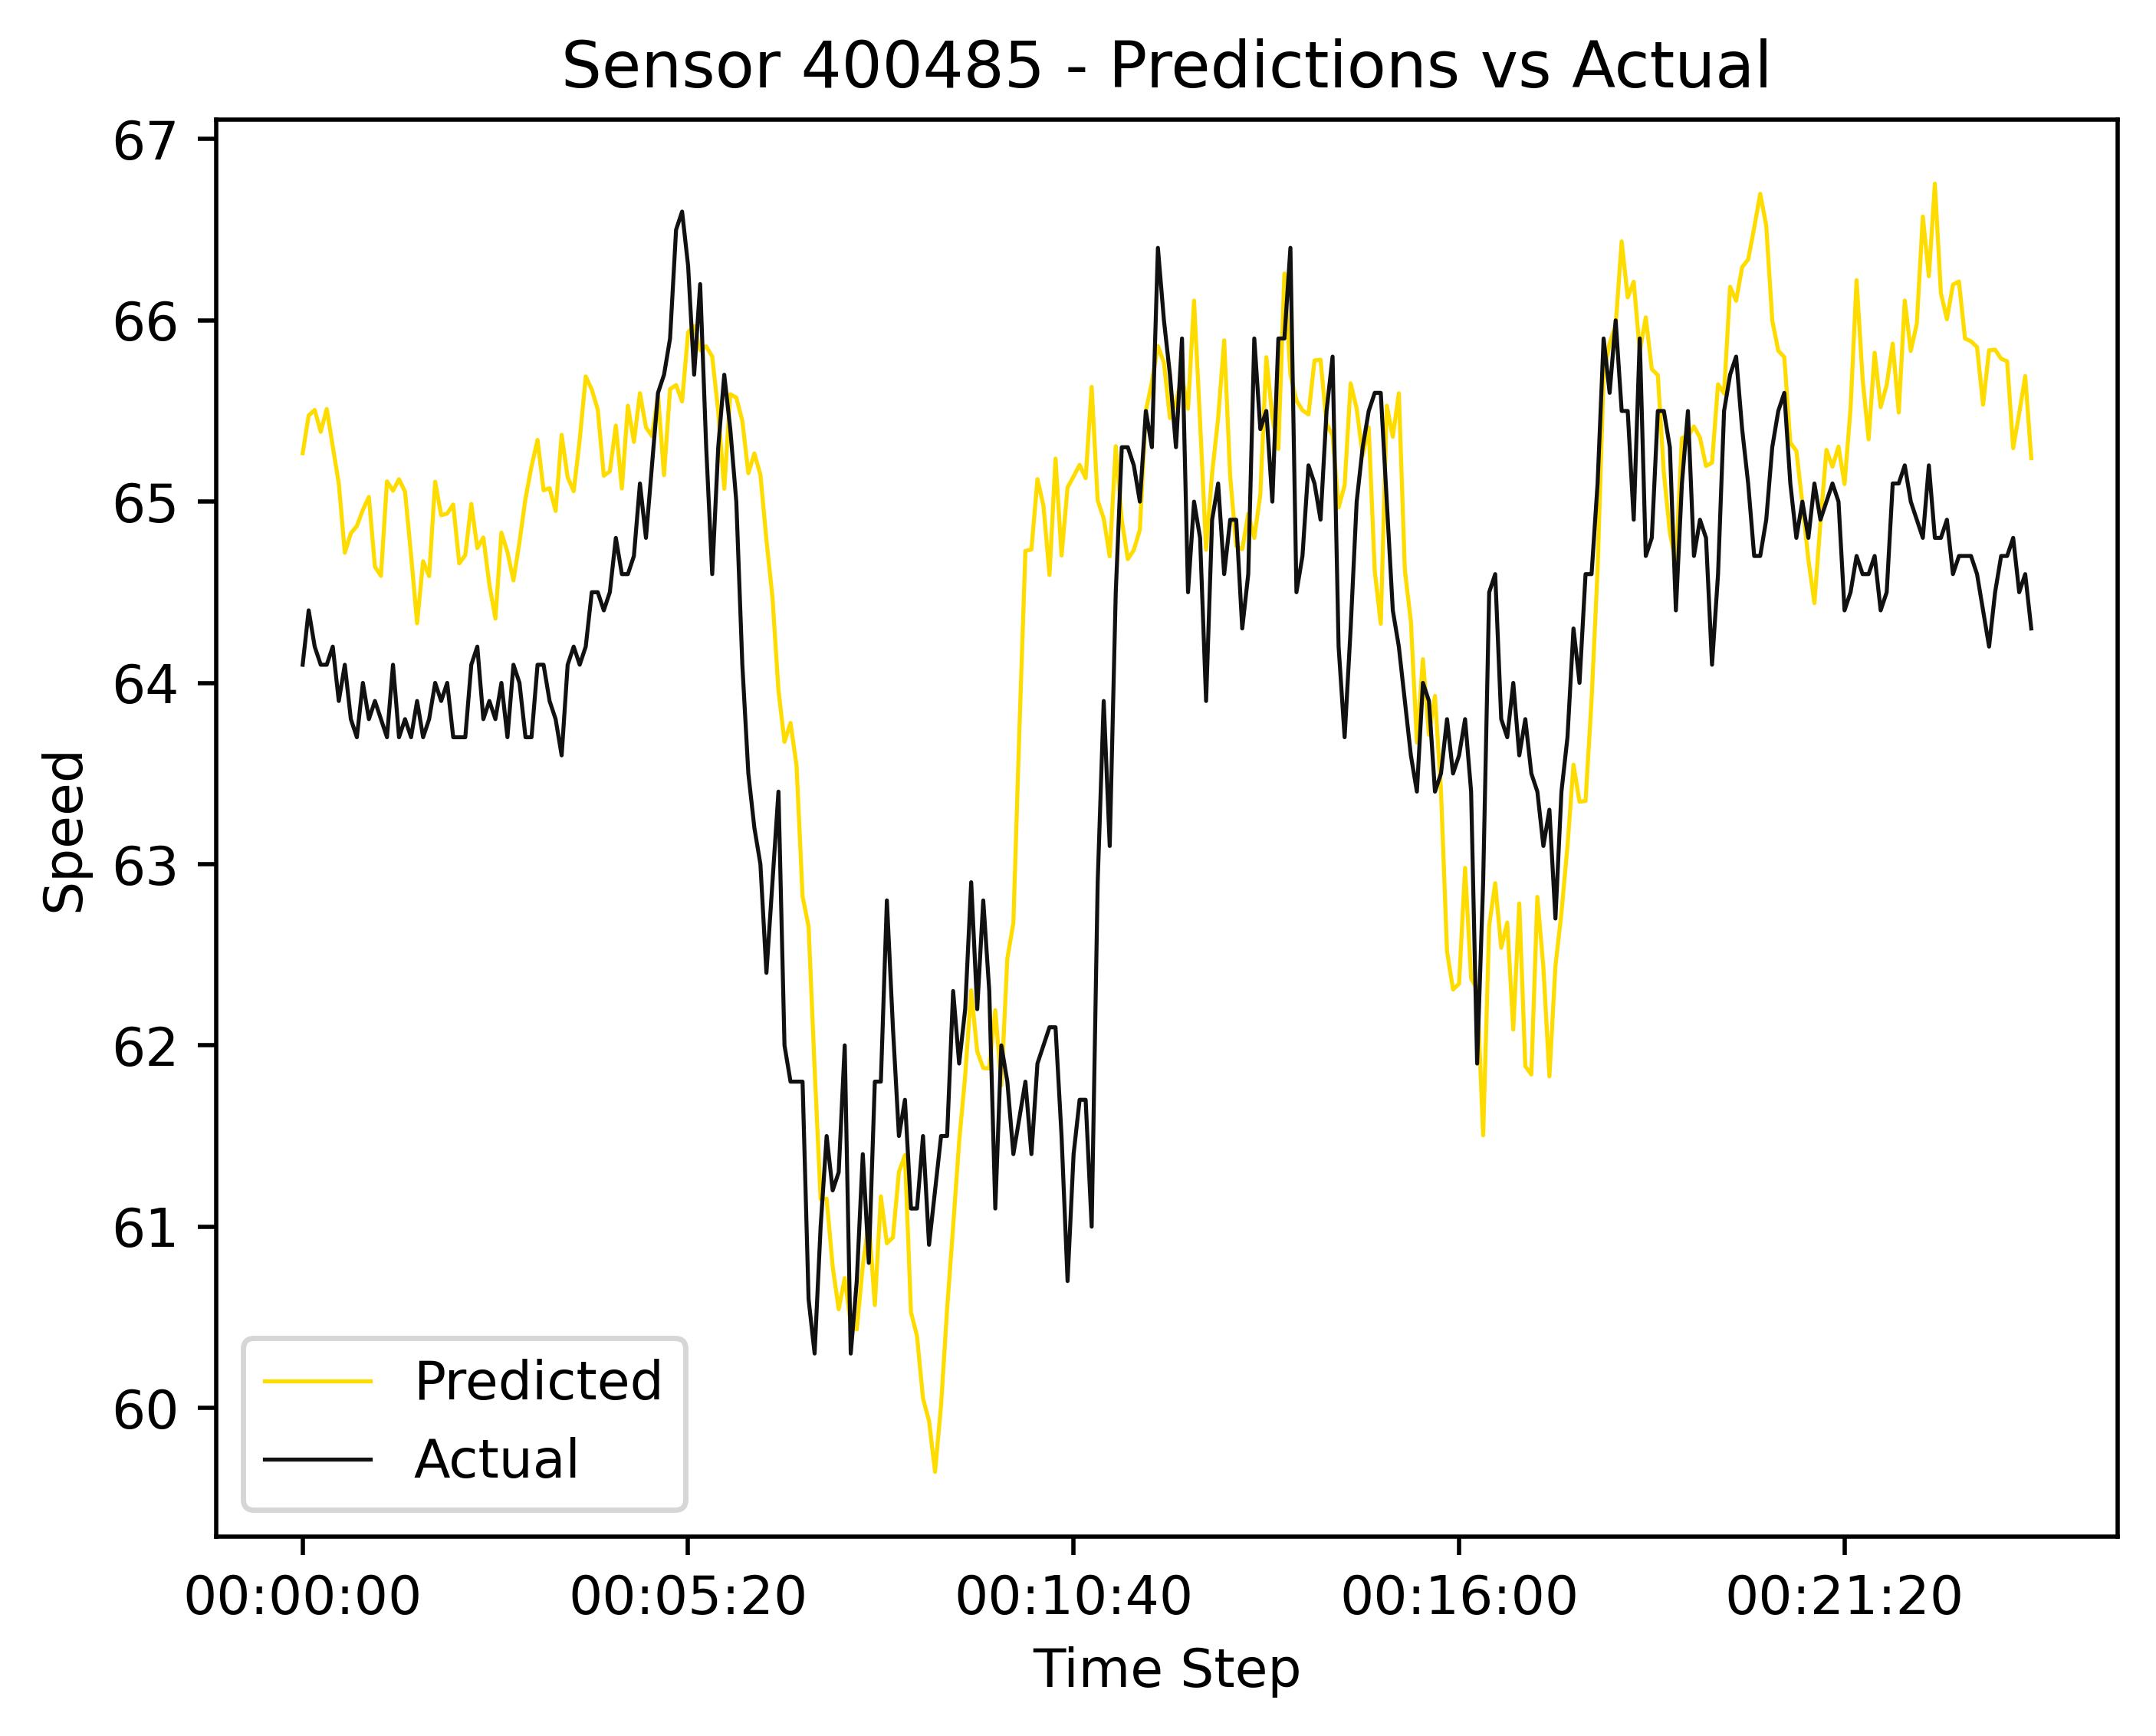 Sensor 400485 - Predictions vs Actual
67
66
65
64
63
62
61
60
Speed
Predicted
Actual
00:00:00 00:05:20 00:10:40 00:16:00 00:21:20
Time Step